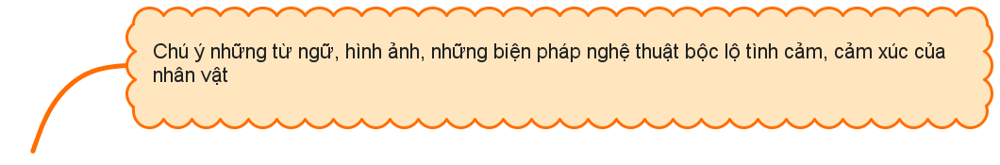 Chú ý những từ ngữ, hình ảnh, những biện pháp nghệ thuật bộc lộ tình cảm, cảm xúc của
nhân vật